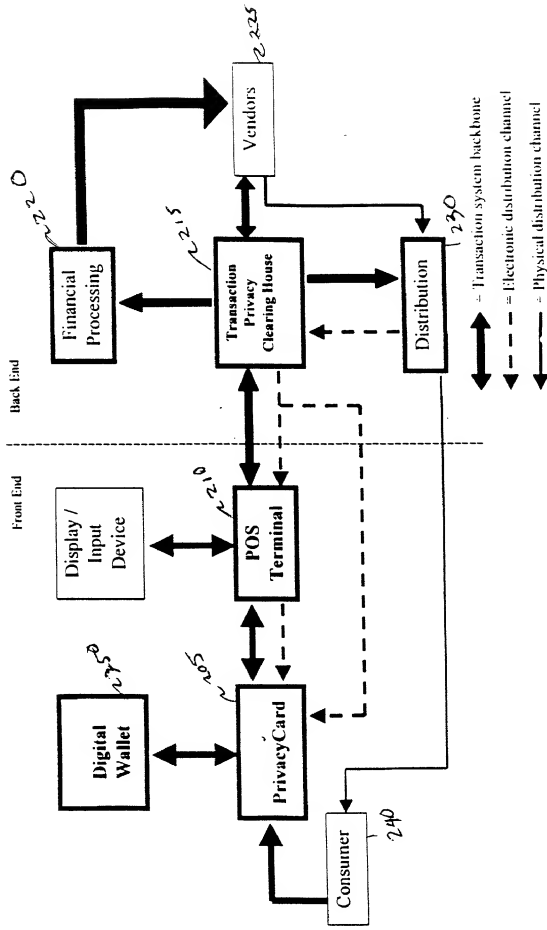 Front End
Back End
Digital
Wallet
250
Display /
Input
Device
Financial
Processing
220
PrivacyCard
205
POS
Terminal
210
Transaction
Privacy
Clearing House
215
Vendors
225
Consumer
240
Distribution
230
= Transaction system backbone
= Electronic distribution channel
= Physical distribution channel